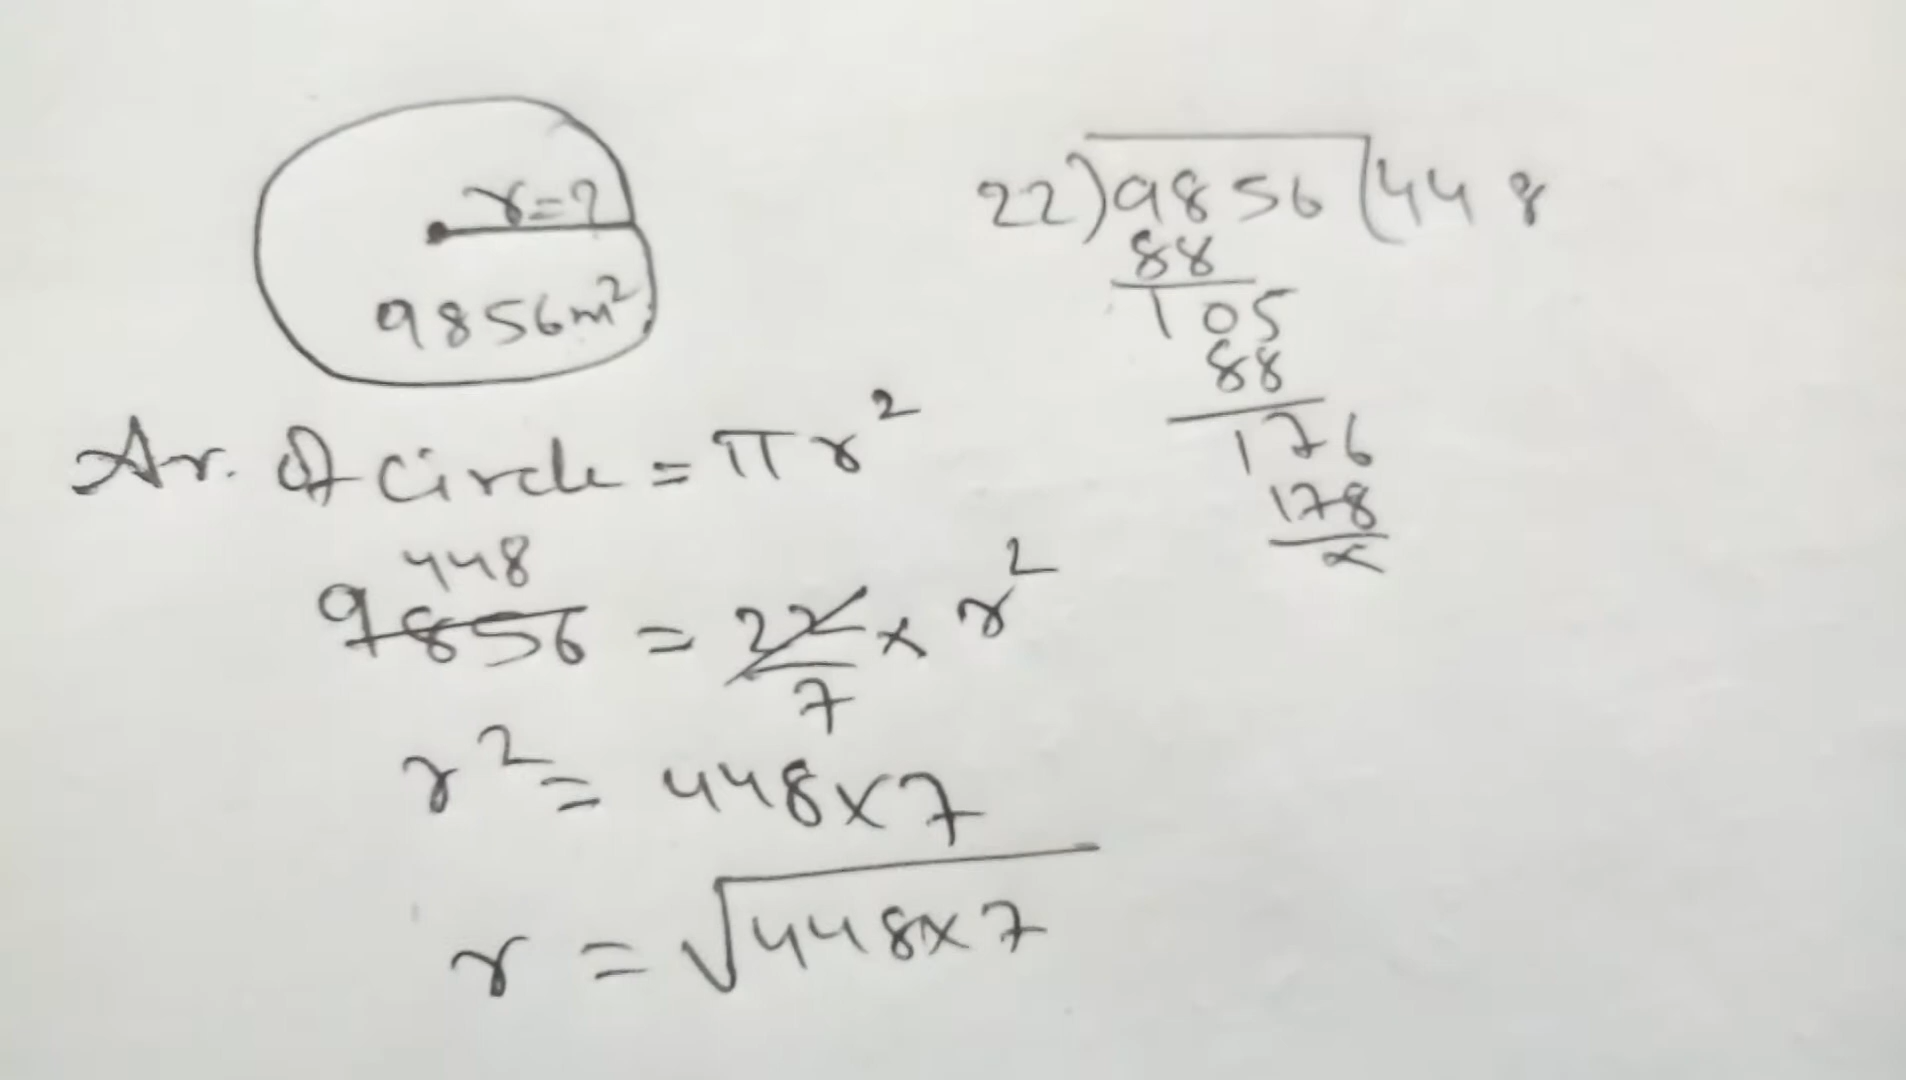 r=?
9856m²
Ar. Of circle = πr²
448
9856 = 22/7 × r²
r² = 448×7
r = √448×7
22)9856(448
88
105
88
176
178
×